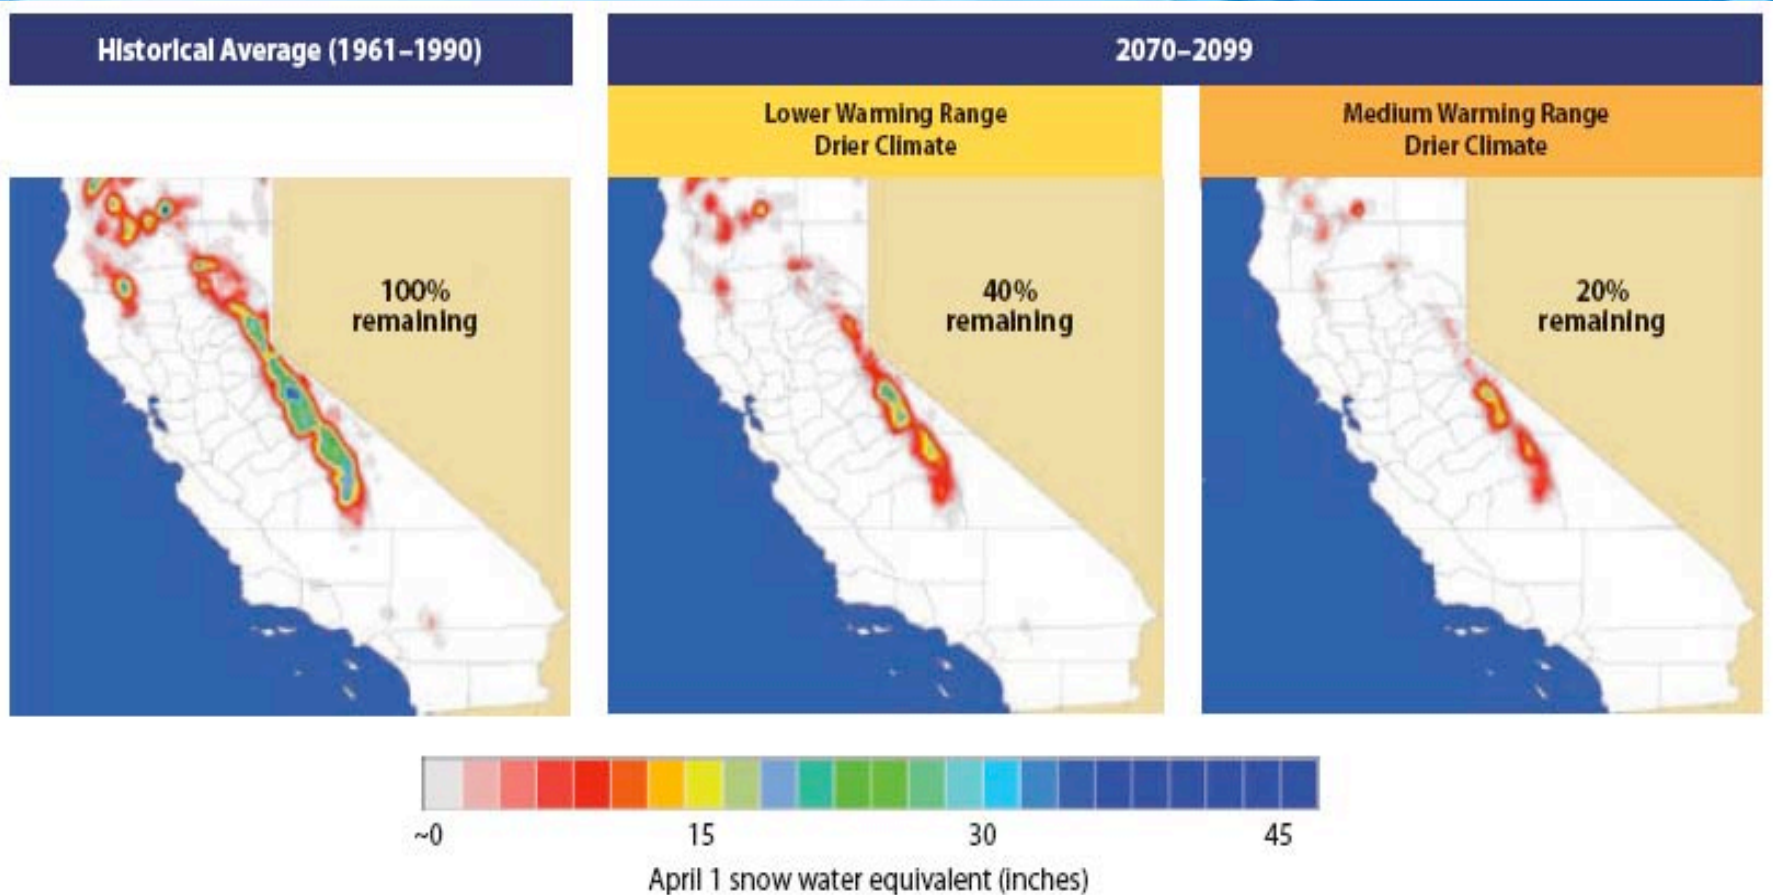 Historical Average (1961–1990)
2070–2099
Lower Warming Range
Drier Climate
Medium Warming Range
Drier Climate
100%
remaining
40%
remaining
20%
remaining
~0
15
30
45
April 1 snow water equivalent (inches)